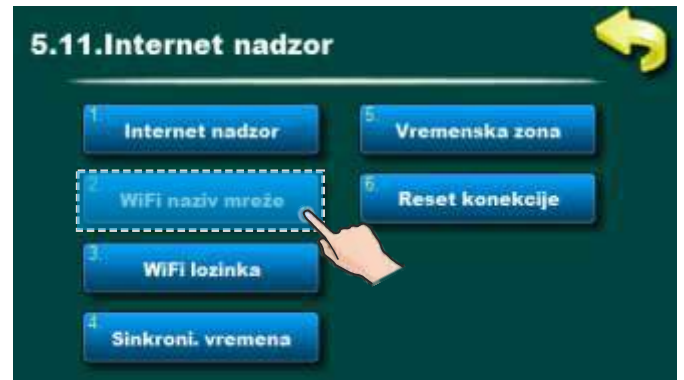 5.11.Internet nadzor
1.
Internet nadzor
2.
WiFi naziv mreže
3.
WiFi lozinka
4.
Sinkroni. vremena
5.
Vremenska zona
6.
Reset konekcije